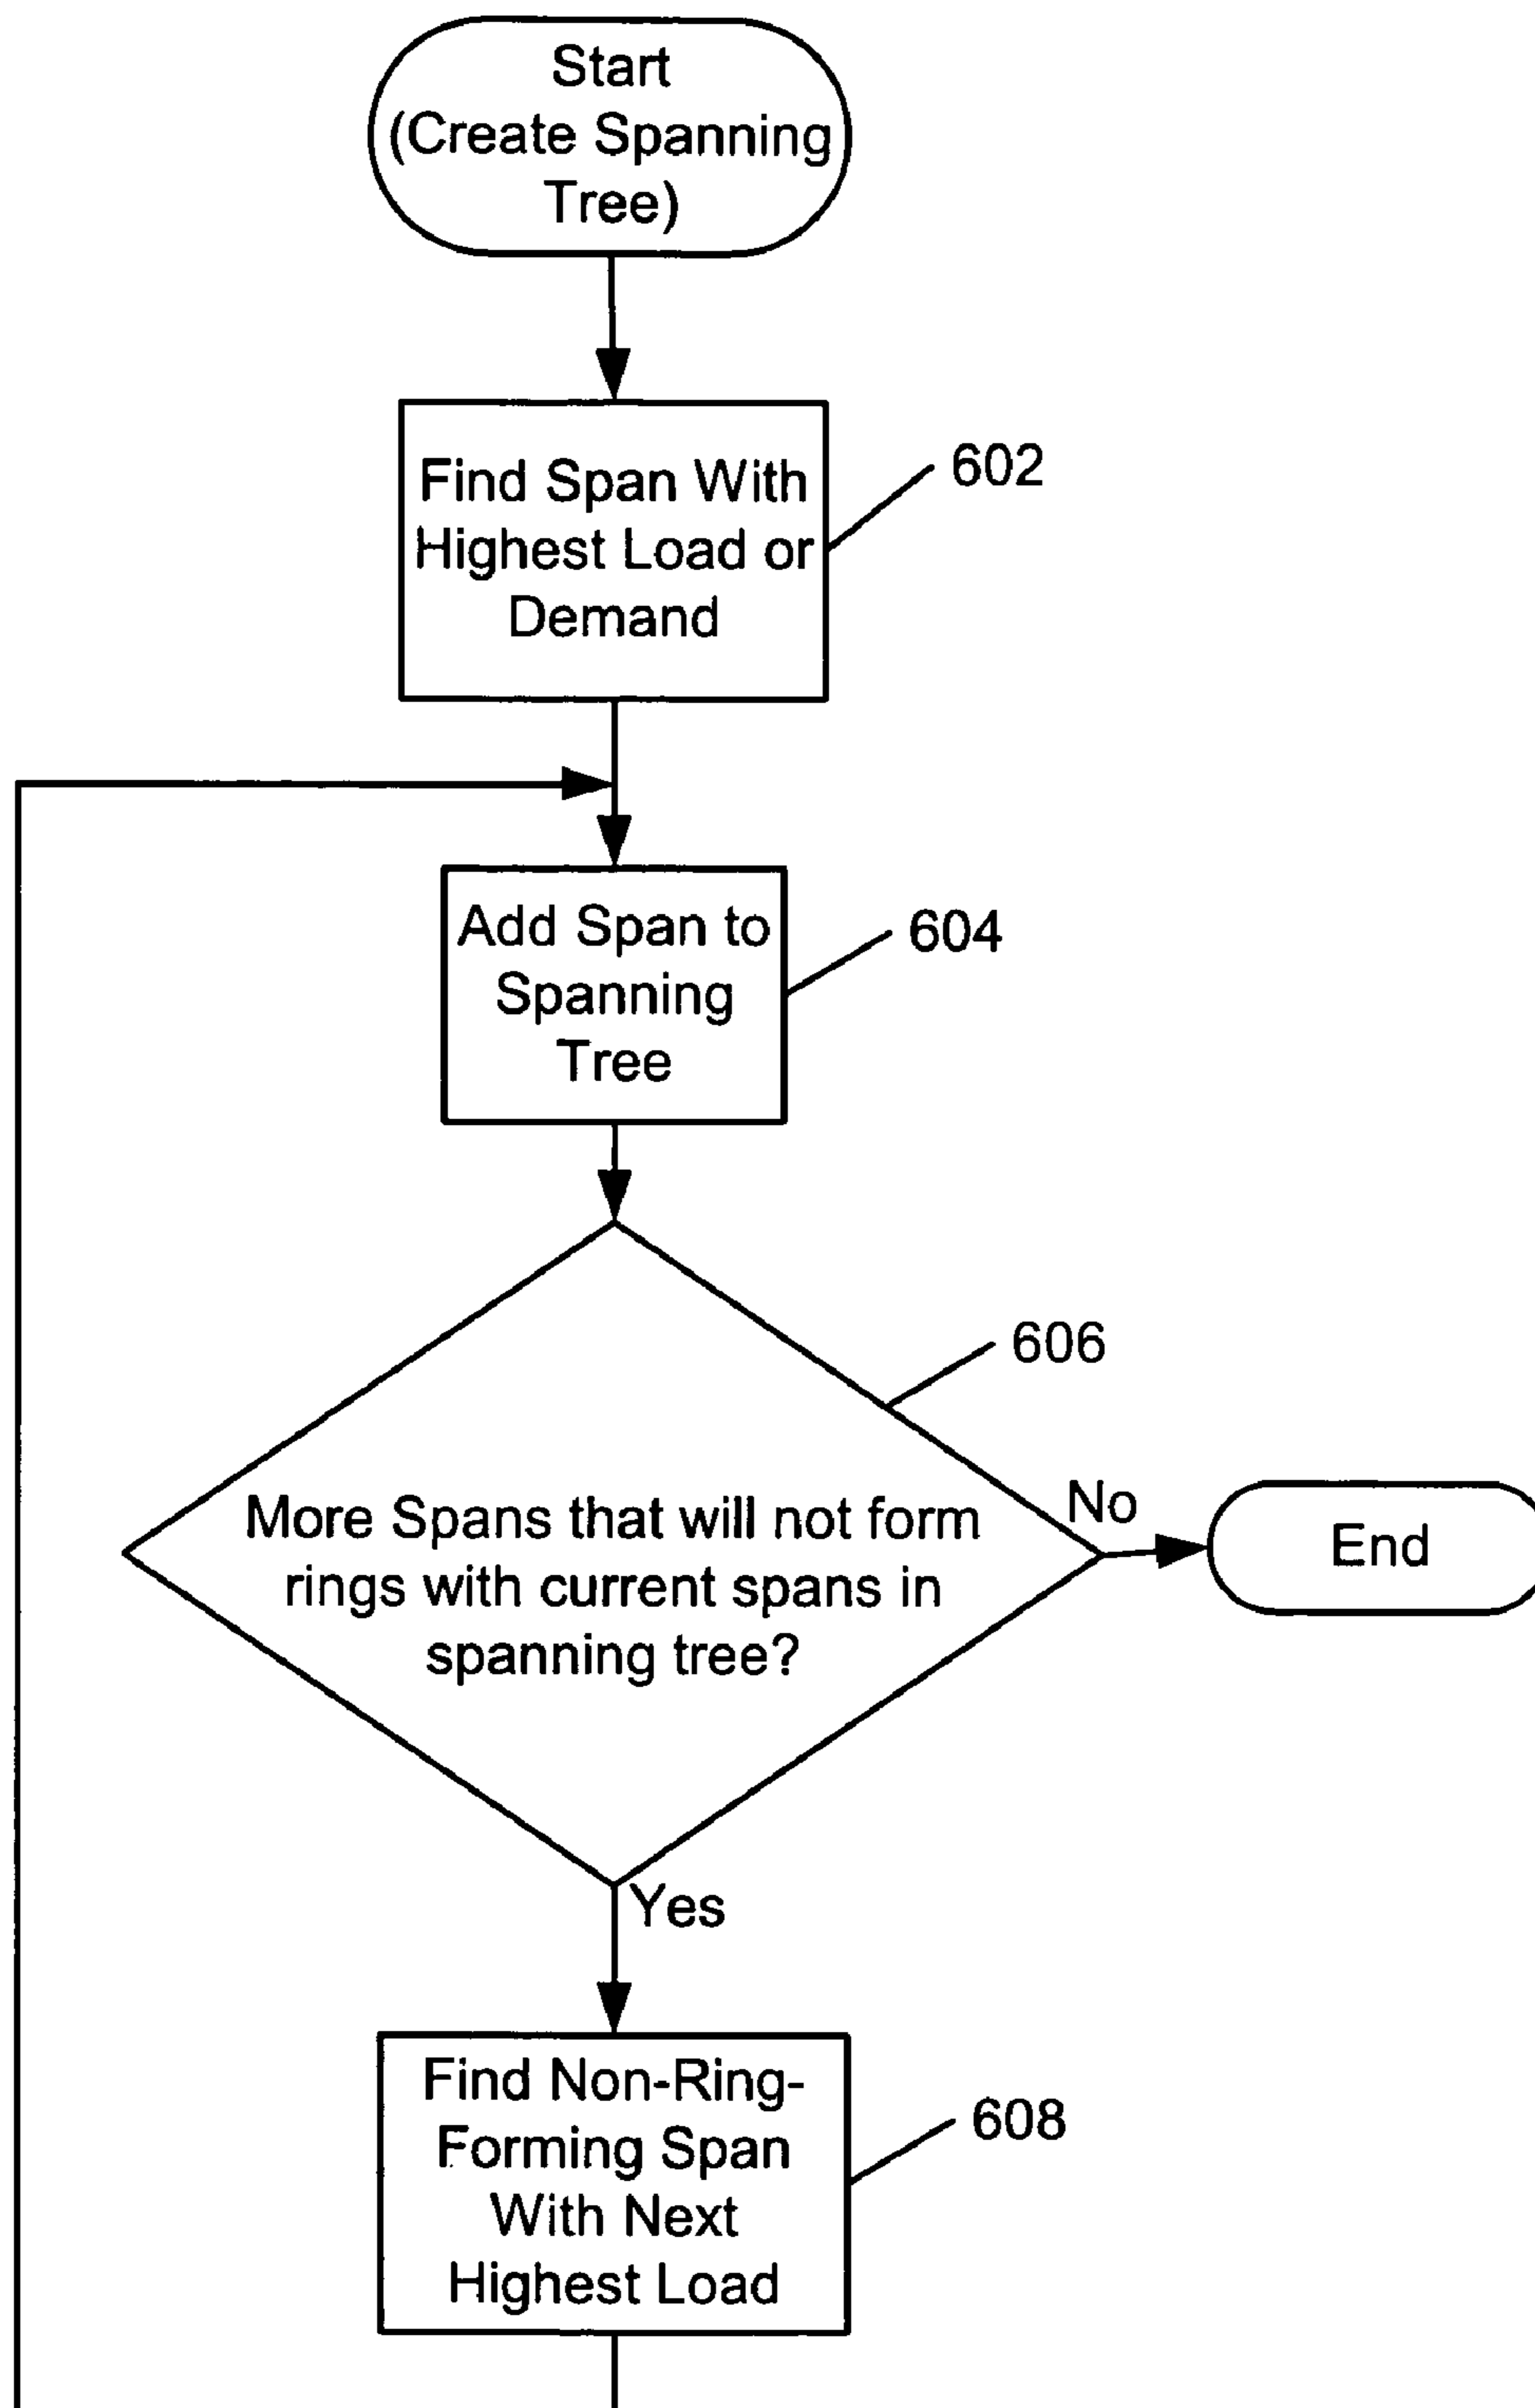 Start
(Create Spanning
Tree)
Find Span With
Highest Load or
Demand
602
Add Span to
Spanning
Tree
604
606
More Spans that will not form
rings with current spans in
spanning tree?
No
End
Yes
Find Non-Ring-
Forming Span
With Next
Highest Load
608